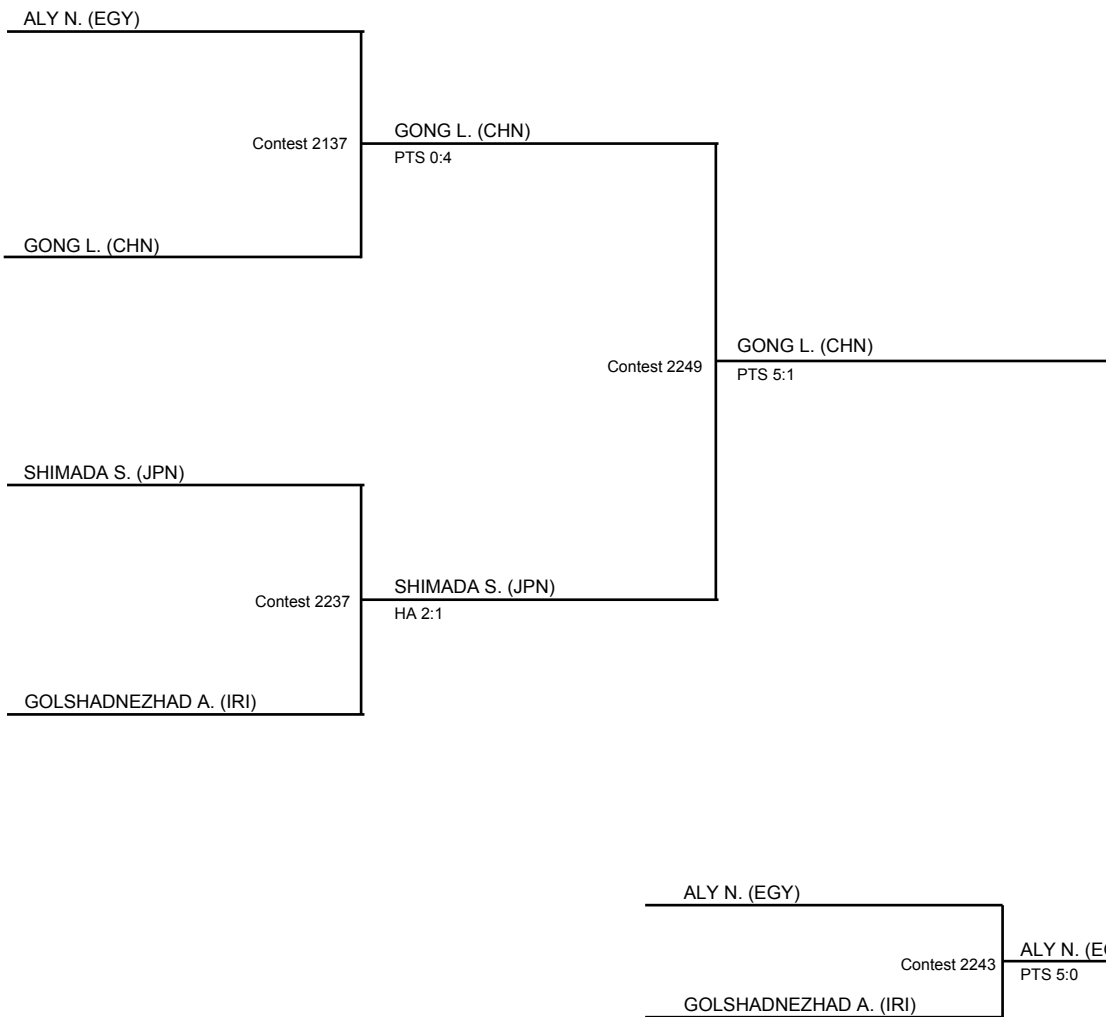 ALY N. (EGY)
Contest 2137
GONG L. (CHN)
PTS 0:4
GONG L. (CHN)
Contest 2249
GONG L. (CHN)
PTS 5:1
SHIMADA S. (JPN)
Contest 2237
SHIMADA S. (JPN)
HA 2:1
GOLSHADNEZHAD A. (IRI)
ALY N. (EGY)
Contest 2243
ALY N. (E
PTS 5:0
GOLSHADNEZHAD A. (IRI)